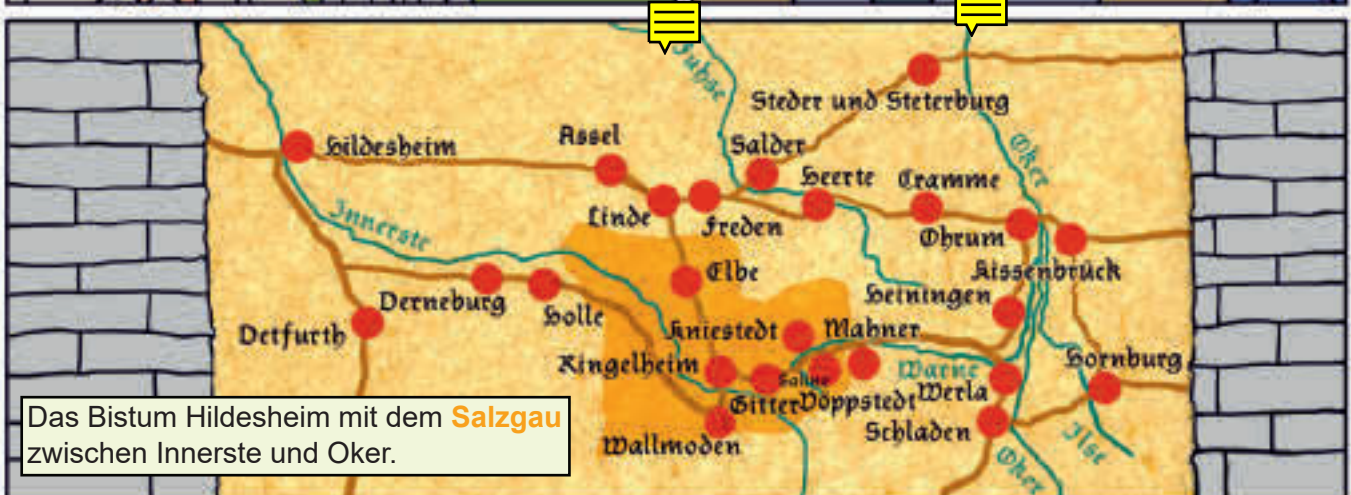 Fuhse
Steder und Steterburg
Assel
Salder
Hildesheim
Oker
Heerte
Cramme
Innerste
Linde
Freden
Ohrum
Elbe
Kissenbrück
Derneburg
Heiningen
Holle
Kniestedt
Mahner
Detfurth
Ringelheim
Hornburg
Warne
Werla
Gitter
Vöppstedt
Schladen
Wallmoden
Ilse
Oker
Das Bistum Hildesheim mit dem Salzgau
zwischen Innerste und Oker.